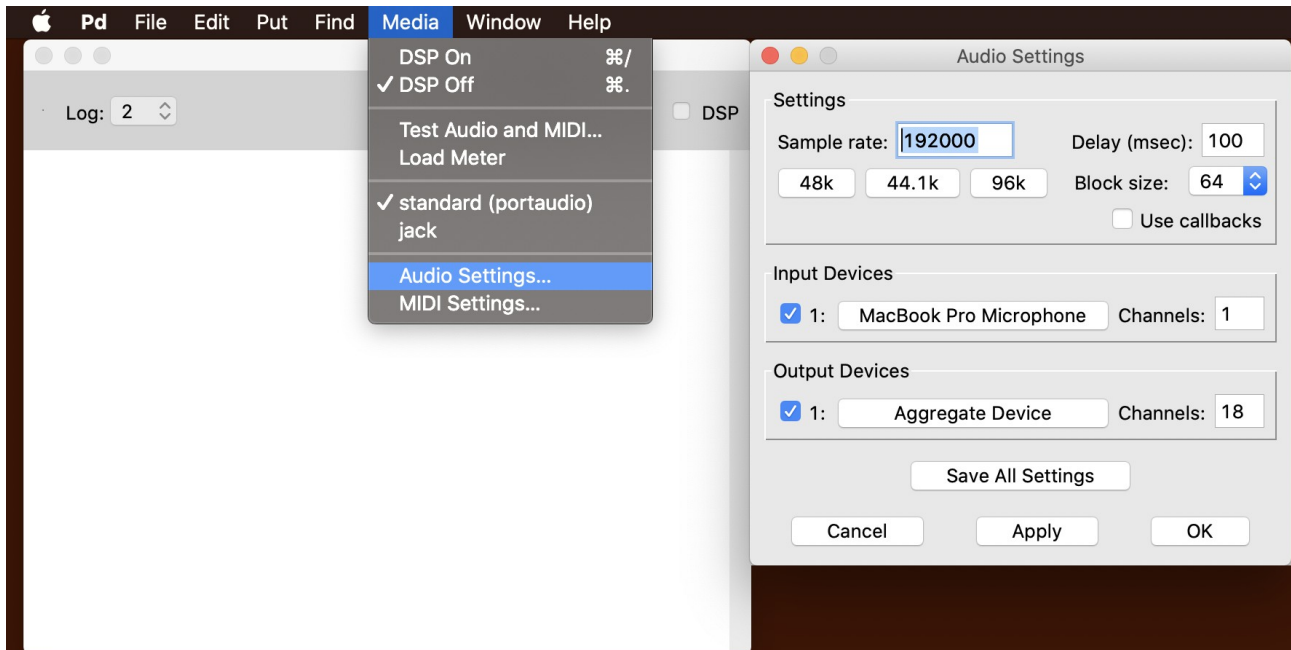 Pd File Edit Put Find Media Window Help
Log: 2
DSP
DSP On ⌘/
✓ DSP Off ⌘.
Test Audio and MIDI...
Load Meter
✓ standard (portaudio)
jack
Audio Settings...
MIDI Settings...
Audio Settings
Settings
Sample rate: 192000 Delay (msec): 100
48k 44.1k 96k Block size: 64
Use callbacks
Input Devices
1: MacBook Pro Microphone Channels: 1
Output Devices
1: Aggregate Device Channels: 18
Save All Settings
Cancel Apply OK